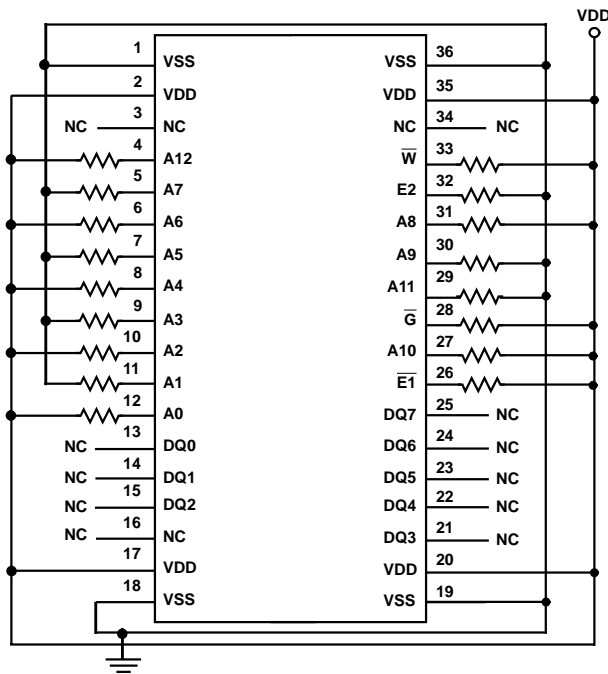 VDD
1 VSS VSS 36
2 VDD VDD 35
NC 3 NC NC 34 NC
4 A12 W̅ 33
5 A7 E2 32
6 A6 A8 31
7 A5 A9 30
8 A4 A11 29
9 A3 G̅ 28
10 A2 A10 27
11 A1 E1̅ 26
12 A0 DQ7 25 NC
NC 13 DQ0 DQ6 24 NC
NC 14 DQ1 DQ5 23 NC
NC 15 DQ2 DQ4 22 NC
NC 16 NC DQ3 21 NC
17 VDD VDD 20
18 VSS VSS 19